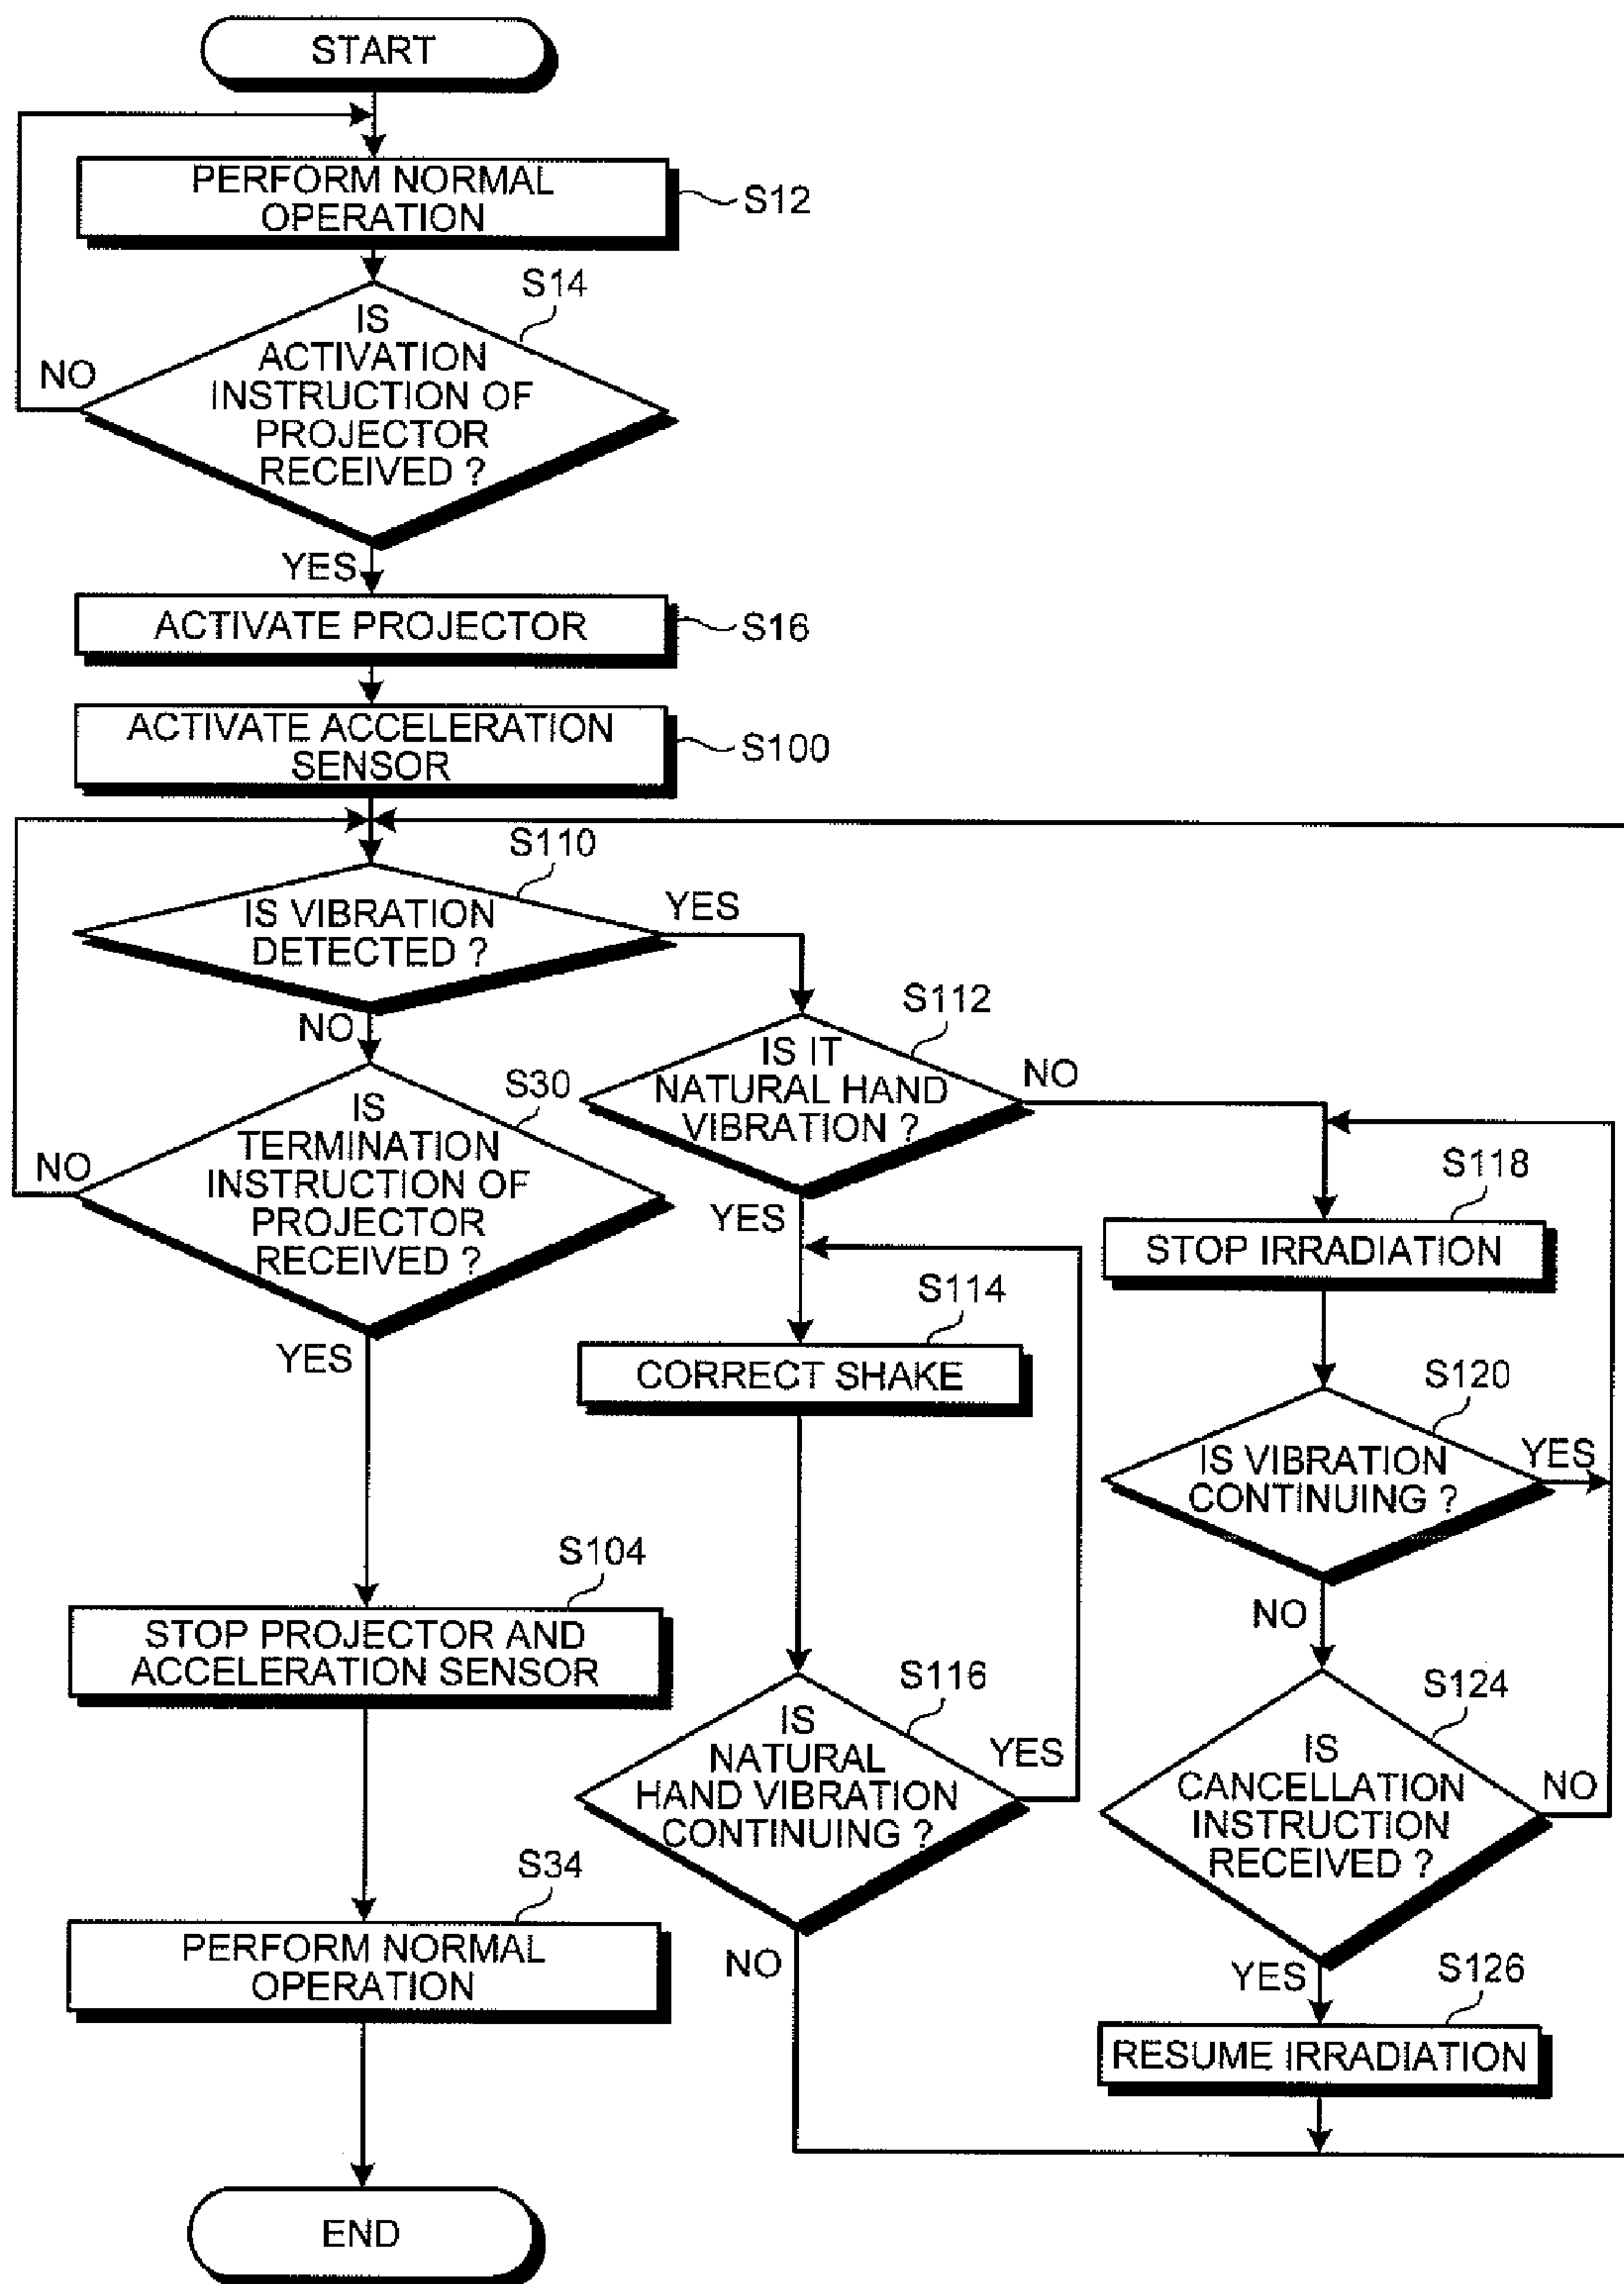 START
PERFORM NORMAL
OPERATION
S12
S14
IS
ACTIVATION
INSTRUCTION OF
PROJECTOR
RECEIVED ?
NO
YES
ACTIVATE PROJECTOR
S16
ACTIVATE ACCELERATION
SENSOR
S100
S110
IS VIBRATION
DETECTED ?
YES
NO
S112
IS IT
NATURAL HAND
VIBRATION ?
NO
YES
S30
IS
TERMINATION
INSTRUCTION OF
PROJECTOR
RECEIVED ?
NO
YES
S118
STOP IRRADIATION
S114
CORRECT SHAKE
S120
IS VIBRATION
CONTINUING ?
YES
NO
S104
STOP PROJECTOR AND
ACCELERATION SENSOR
S116
IS
NATURAL
HAND VIBRATION
CONTINUING ?
YES
NO
S124
IS
CANCELLATION
INSTRUCTION
RECEIVED ?
NO
YES
S34
PERFORM NORMAL
OPERATION
S126
RESUME IRRADIATION
END